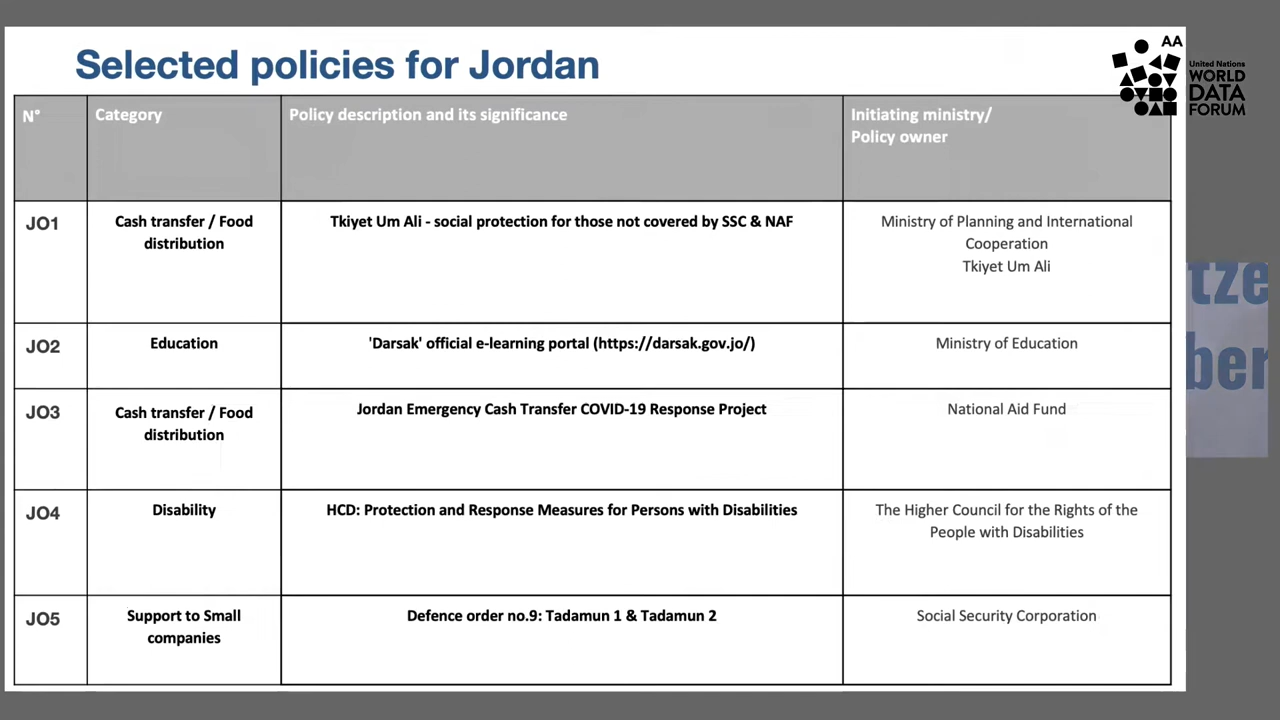 Selected policies for Jordan
AA
United Nations
WORLD
DATA
FORUM
N°
Category
Policy description and its significance
Initiating ministry/
Policy owner
JO1
Cash transfer / Food
distribution
Tkiyet Um Ali - social protection for those not covered by SSC & NAF
Ministry of Planning and International
Cooperation
Tkiyet Um Ali
JO2
Education
'Darsak' official e-learning portal (https://darsak.gov.jo/)
Ministry of Education
JO3
Cash transfer / Food
distribution
Jordan Emergency Cash Transfer COVID-19 Response Project
National Aid Fund
JO4
Disability
HCD: Protection and Response Measures for Persons with Disabilities
The Higher Council for the Rights of the
People with Disabilities
JO5
Support to Small
companies
Defence order no.9: Tadamun 1 & Tadamun 2
Social Security Corporation
tze
ber